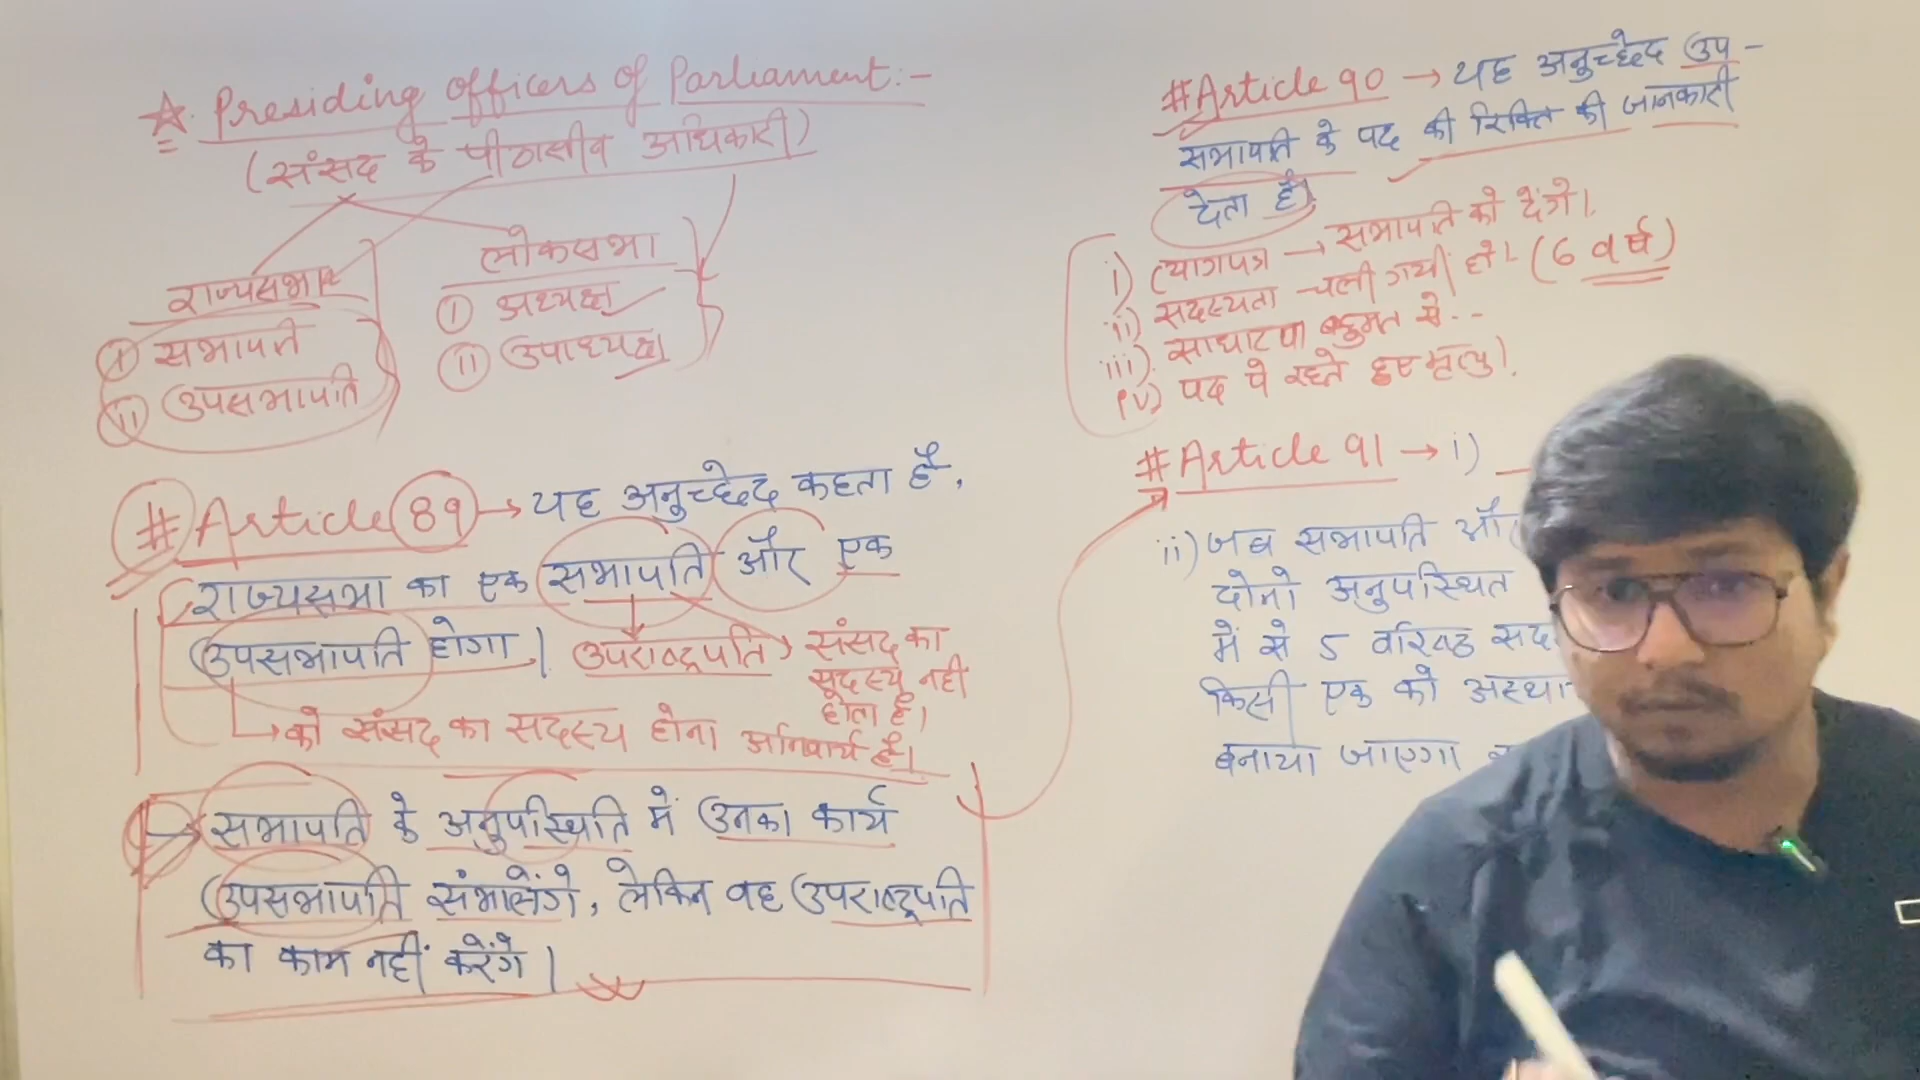 ☆ Presiding officers of Parliament:-
(संसद के पीठासीन अधिकारी)
राज्यसभा
① सभापति
② उपसभापति
लोकसभा
① अध्यक्ष
② उपाध्यक्ष
#Article 89 → यह अनुच्छेद कहता है,
राज्यसभा का एक सभापति और एक
उपसभापति होगा।
उपराष्ट्रपति
संसद का
सदस्य नहीं
होता है।
→ को संसद का सदस्य होना अनिवार्य है।
→ सभापति के अनुपस्थिति में उनका कार्य
उपसभापति संभालेंगे, लेकिन वह उपराष्ट्रपति
का काम नहीं करेंगे।
#Article 90 → यह अनुच्छेद उप-
सभापति के पद की रिक्ति की जानकारी
देता है।
i) त्यागपत्र → सभापति को देंगे।
ii) सदस्यता चली गयी हो। (6 वर्ष)
iii) साधारण बहुमत से--
iv) पद पे रहते हुए मृत्यु।
#Article 91 → i)
ii) जब सभापति
दोनो अनुपस्थित
में से 5 वरिष्ठ
किसी एक को
बनाया जाएगा